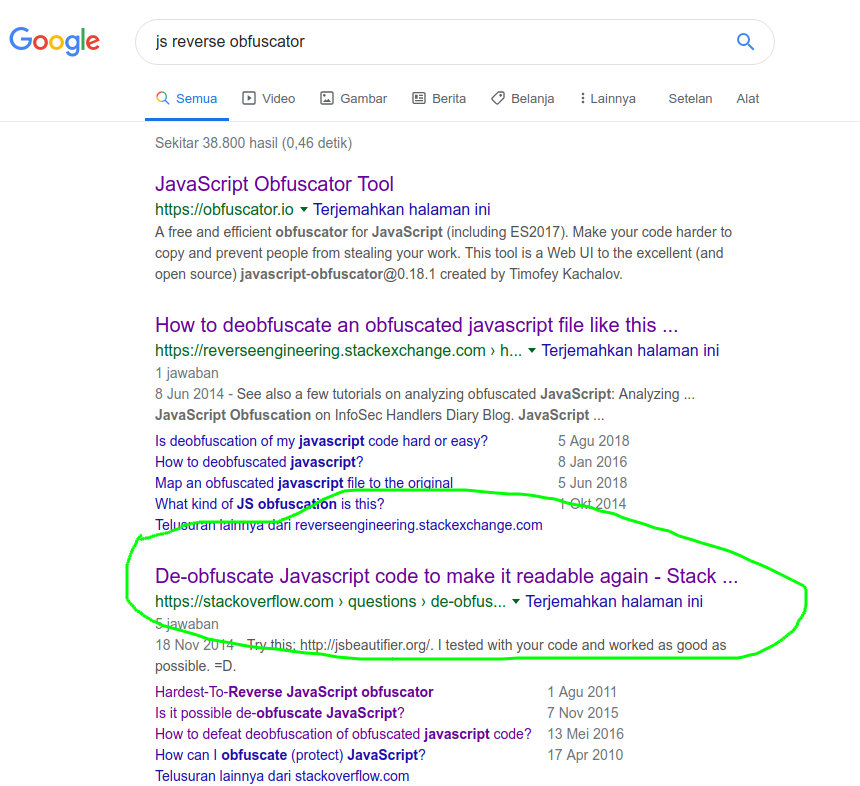 Google
js reverse obfuscator
Semua Video Gambar Berita Belanja Lainnya Setelan Alat
Sekitar 38.800 hasil (0,46 detik)
JavaScript Obfuscator Tool
https://obfuscator.io Terjemahkan halaman ini
A free and efficient obfuscator for JavaScript (including ES2017). Make your code harder to
copy and prevent people from stealing your work. This tool is a Web UI to the excellent (and
open source) javascript-obfuscator@0.18.1 created by Timofey Kachalov.
How to deobfuscate an obfuscated javascript file like this ...
https://reverseengineering.stackexchange.com › h... Terjemahkan halaman ini
1 jawaban
8 Jun 2014 - See also a few tutorials on analyzing obfuscated JavaScript: Analyzing ...
JavaScript Obfuscation on InfoSec Handlers Diary Blog. JavaScript ...
Is deobfuscation of my javascript code hard or easy? 5 Agu 2018
How to deobfuscated javascript? 8 Jan 2016
Map an obfuscated javascript file to the original 5 Jun 2018
What kind of JS obfuscation is this? 1 Okt 2014
Telusuran lainnya dari reverseengineering.stackexchange.com
De-obfuscate Javascript code to make it readable again - Stack ...
https://stackoverflow.com › questions › de-obfus... Terjemahkan halaman ini
5 jawaban
18 Nov 2014 - Try this: http://jsbeautifier.org/. I tested with your code and worked as good as
possible. =D.
Hardest-To-Reverse JavaScript obfuscator 1 Agu 2011
Is it possible de-obfuscate JavaScript? 7 Nov 2015
How to defeat deobfuscation of obfuscated javascript code? 13 Mei 2016
How can I obfuscate (protect) JavaScript? 17 Apr 2010
Telusuran lainnya dari stackoverflow.com